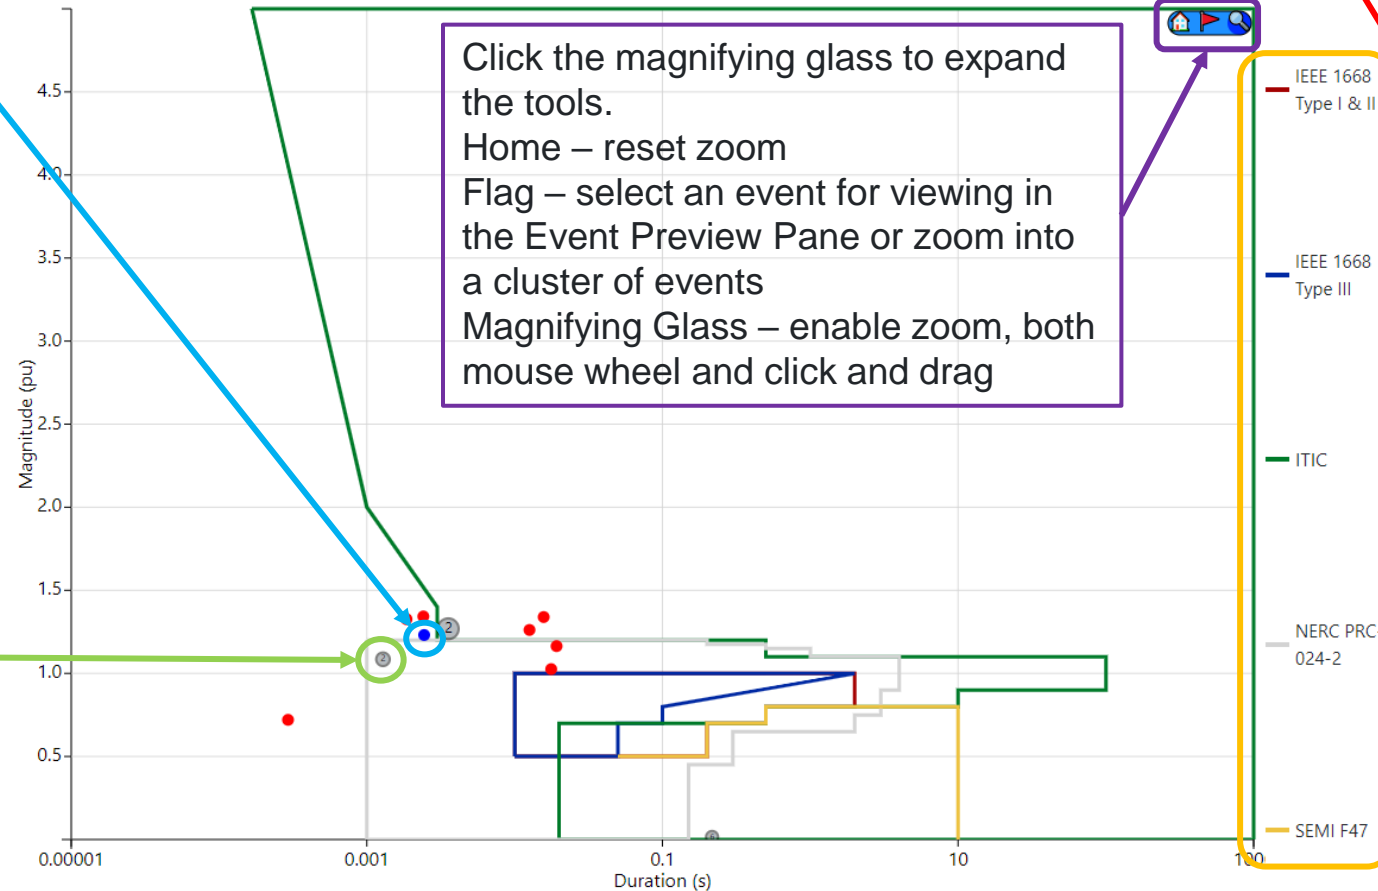 Click the magnifying glass to expand
the tools.
Home – reset zoom
Flag – select an event for viewing in
the Event Preview Pane or zoom into
a cluster of events
Magnifying Glass – enable zoom, both
mouse wheel and click and drag
4.5
4.0
3.5
3.0
2.5
2.0
1.5
1.0
0.5
Magnitude (pu)
2
2
6
0.00001
0.001
0.1
10
100
Duration (s)
IEEE 1668
Type I & II
IEEE 1668
Type III
ITIC
NERC PRC-
024-2
SEMI F47